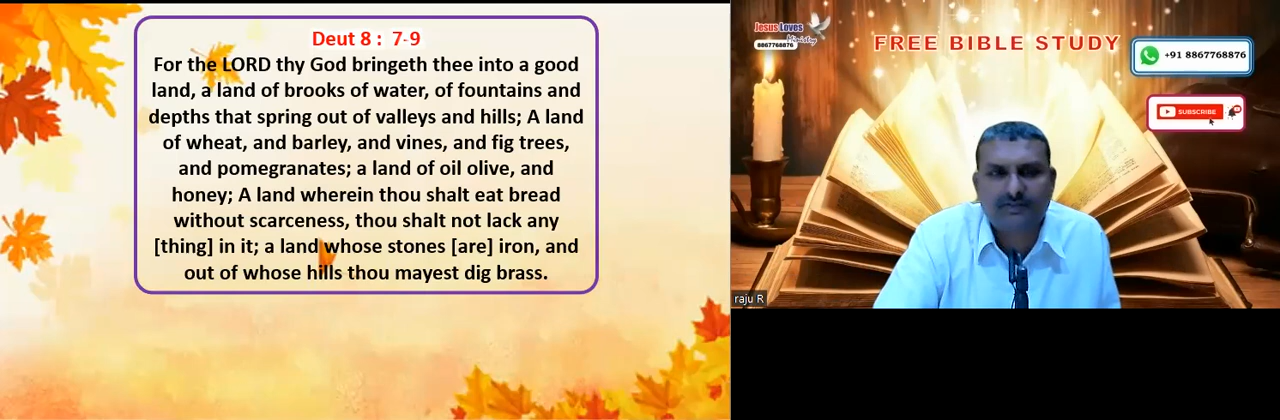 Deut 8 : 7-9
For the LORD thy God bringeth thee into a good
land, a land of brooks of water, of fountains and
depths that spring out of valleys and hills; A land
of wheat, and barley, and vines, and fig trees,
and pomegranates; a land of oil olive, and
honey; A land wherein thou shalt eat bread
without scarceness, thou shalt not lack any
[thing] in it; a land whose stones [are] iron, and
out of whose hills thou mayest dig brass.
Jesus Loves
Ministry
8867768876
FREE BIBLE STUDY
+91 8867768876
SUBSCRIBE
raju R